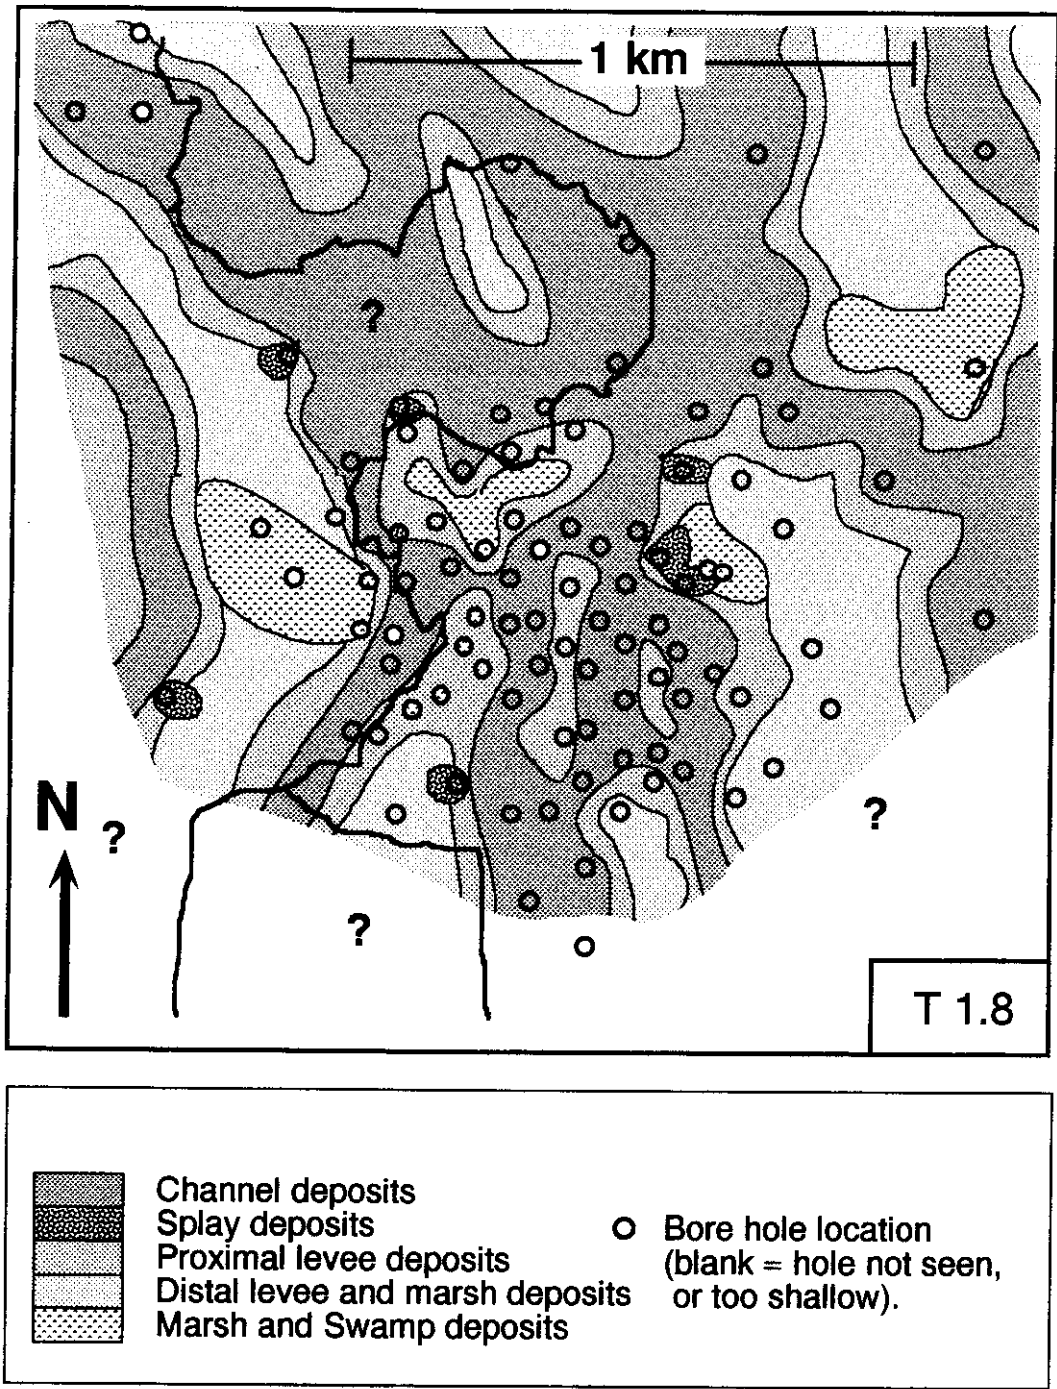 1 km
?
N
?
?
?
T 1.8
Channel deposits
Splay deposits
Proximal levee deposits
Distal levee and marsh deposits
Marsh and Swamp deposits
Bore hole location
(blank = hole not seen,
or too shallow).